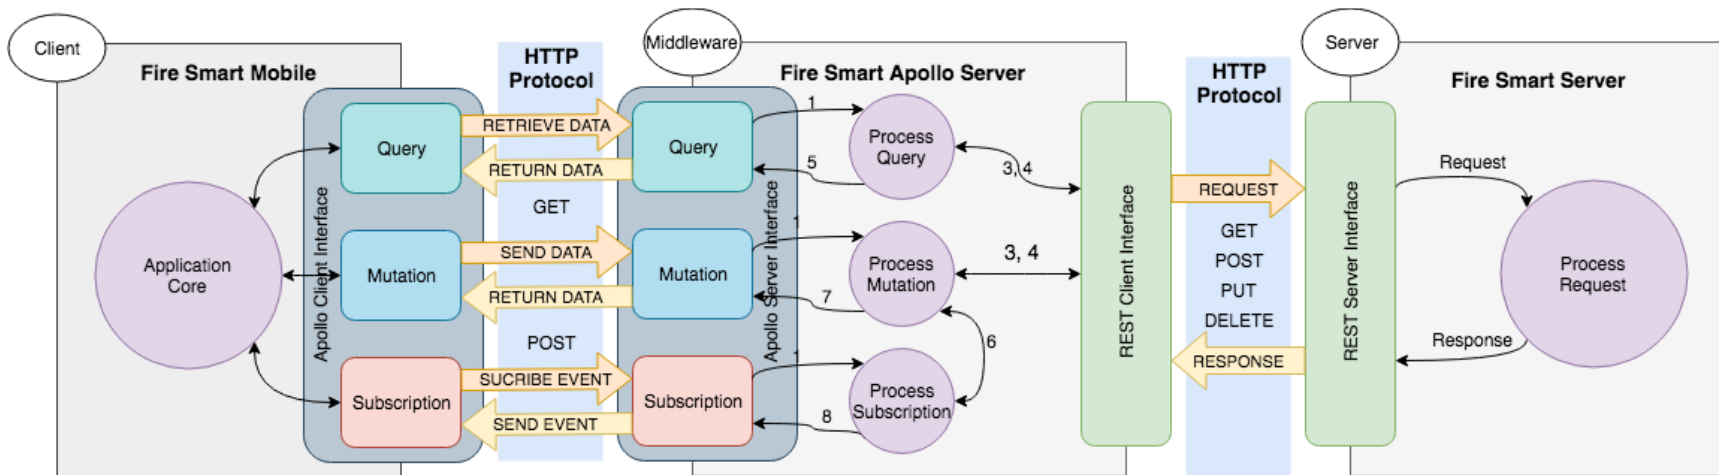 Client
Fire Smart Mobile
Application
Core
Apollo Client Interface
Query
Mutation
Subscription
HTTP
Protocol
RETRIEVE DATA
RETURN DATA
GET
SEND DATA
RETURN DATA
POST
SUCRIBE EVENT
SEND EVENT
Middleware
Fire Smart Apollo Server
Query
Mutation
Subscription
Apollo Server Interface
1
5
1
7
1
8
Process
Query
Process
Mutation
Process
Subscription
3, 4
3, 4
6
REST Client Interface
HTTP
Protocol
REQUEST
GET
POST
PUT
DELETE
RESPONSE
Server
Fire Smart Server
REST Server Interface
Request
Response
Process
Request